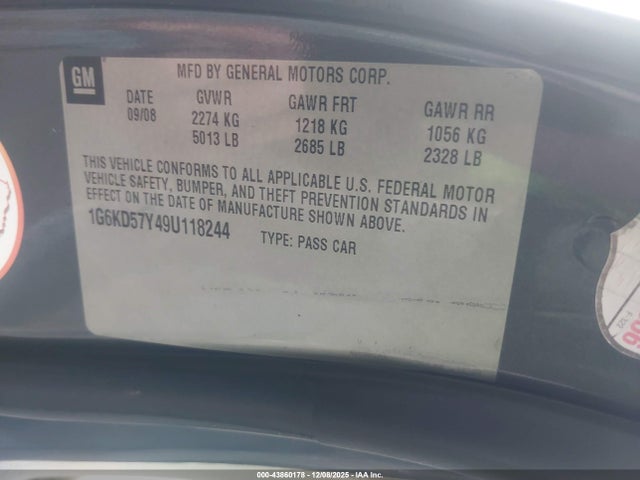 GM
MFD BY GENERAL MOTORS CORP.
DATE GVWR GAWR FRT GAWR RR
09/08 2274 KG 1218 KG 1056 KG
5013 LB 2685 LB 2328 LB
THIS VEHICLE CONFORMS TO ALL APPLICABLE U.S. FEDERAL MOTOR
VEHICLE SAFETY, BUMPER, AND THEFT PREVENTION STANDARDS IN
EFFECT ON THE DATE OF MANUFACTURE SHOWN ABOVE.
1G6KD57Y49U118244 TYPE: PASS CAR
000-43860178 - 12/08/2025 - IAA Inc.